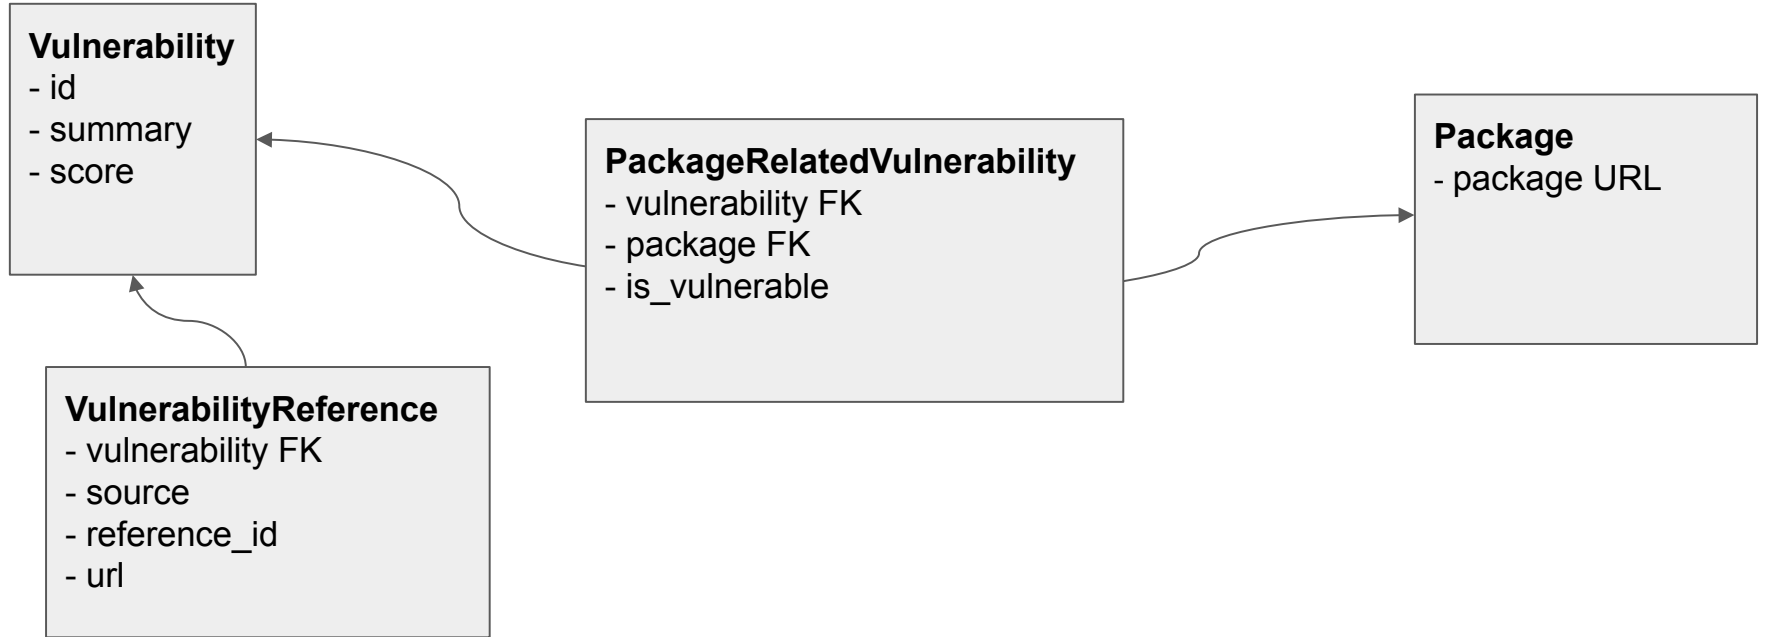 Vulnerability
- id
- summary
- score
PackageRelatedVulnerability
- vulnerability FK
- package FK
- is_vulnerable
Package
- package URL
VulnerabilityReference
- vulnerability FK
- source
- reference_id
- url